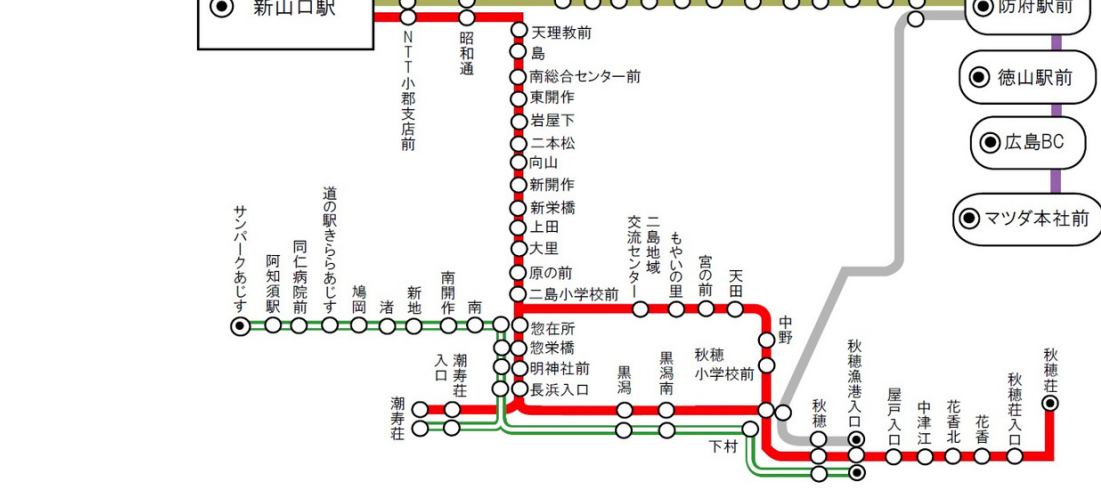 新山口駅
防府駅前
徳山駅前
広島BC
マツダ本社前
NTT小郡支店前
昭和通
天理教前
島
南総合センター前
東開作
岩屋下
二本松
向山
新開作
新栄橋
上田
大里
原の前
二島小学校前
惣在所
惣栄橋
明神社前
長浜入口
サンパークあじす
阿知須駅
同仁病院前
道の駅きららあじす
鳩岡
渚
新地
南開作
南
二島地域
交流センター
もやいの里
宮の前
天田
中野
秋穂
小学校前
潮寿荘
入口
潮寿荘
黒潟
黒潟南
下村
秋穂
秋穂漁港入口
屋戸入口
中津江
花香北
花香
秋穂荘入口
秋穂荘